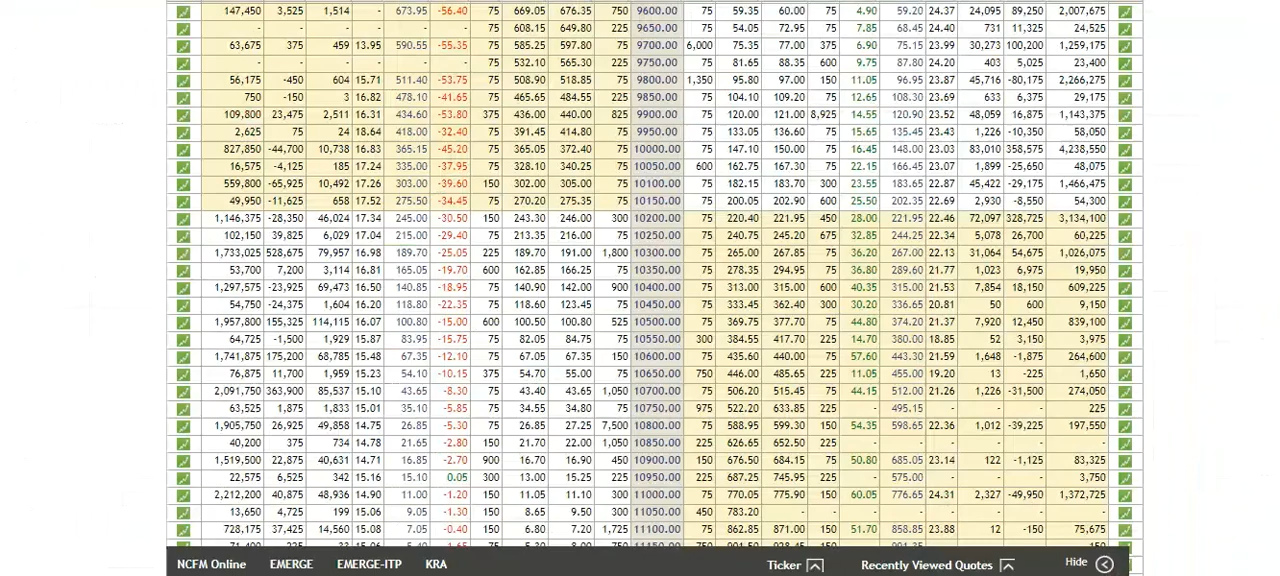 147,450 3,525 1,514 - 673.95 -56.40 75 669.05 676.35 750 9600.00 75 59.35 60.00 75 4.90 59.20 24.37 24,095 89,250 2,007,675
- - - - - - 75 608.15 649.80 225 9650.00 75 54.05 72.95 75 7.85 68.45 24.40 731 11,325 24,525
63,675 375 459 13.95 590.55 -55.35 75 585.25 597.80 75 9700.00 6,000 75.35 77.00 375 6.90 75.15 23.99 30,273 100,200 1,259,175
- - - - - - 75 532.10 565.30 225 9750.00 75 81.65 88.35 600 9.75 87.80 24.20 403 5,025 23,400
56,175 -450 604 15.71 511.40 -53.75 75 508.90 518.85 75 9800.00 1,350 95.80 97.00 150 11.05 96.95 23.87 45,716 -80,175 2,266,275
750 -150 3 16.82 478.10 -41.65 75 465.65 484.55 225 9850.00 75 104.10 109.20 75 12.65 108.30 23.69 633 6,375 29,175
109,800 23,475 2,511 16.31 434.60 -53.80 375 436.00 440.00 825 9900.00 75 120.00 121.00 8,925 14.55 120.90 23.52 48,059 16,875 1,143,375
2,625 75 24 18.64 418.00 -32.40 75 391.45 414.80 75 9950.00 75 133.05 136.60 75 15.65 135.45 23.43 1,226 -10,350 58,050
827,850 -44,700 10,738 16.83 365.15 -45.20 75 365.05 372.40 75 10000.00 75 147.10 150.00 75 16.45 148.00 23.03 83,010 358,575 4,238,550
16,575 -4,125 185 17.24 335.00 -37.95 75 328.10 340.25 75 10050.00 600 162.75 167.30 75 22.15 166.45 23.07 1,899 -25,650 48,075
559,800 -65,925 10,492 17.26 303.00 -39.60 150 302.00 305.00 75 10100.00 75 182.15 183.70 300 23.55 183.65 22.87 45,422 -29,175 1,466,475
49,950 -11,625 658 17.52 275.50 -34.45 75 270.20 275.35 75 10150.00 75 200.05 202.90 600 25.50 202.35 22.69 2,930 -8,550 54,300
1,146,375 -28,350 46,024 17.34 245.00 -30.50 150 243.30 246.00 300 10200.00 75 220.40 221.95 450 28.00 221.95 22.46 72,097 328,725 3,134,100
102,150 39,825 6,029 17.04 215.00 -29.40 75 213.35 216.00 75 10250.00 75 240.75 245.20 675 32.85 244.25 22.34 5,078 26,700 60,225
1,733,025 528,675 79,957 16.98 189.70 -25.05 225 189.70 191.00 1,800 10300.00 75 265.00 267.85 75 36.20 267.00 22.13 31,064 54,675 1,026,075
53,700 7,200 3,114 16.81 165.05 -19.70 600 162.85 166.25 75 10350.00 75 278.35 294.95 75 36.80 289.60 21.77 1,023 6,975 19,950
1,297,575 -23,925 69,473 16.50 140.85 -18.95 75 140.90 142.00 900 10400.00 75 313.00 315.00 600 40.35 315.00 21.53 7,854 18,150 609,225
54,750 -24,375 1,604 16.20 118.80 -22.35 75 118.60 123.45 75 10450.00 75 333.45 362.40 300 30.20 336.65 20.81 50 600 9,150
1,957,800 155,325 114,115 16.07 100.80 -15.00 600 100.50 100.80 525 10500.00 75 369.75 377.70 75 44.80 374.20 21.37 7,920 12,450 839,100
64,725 -1,500 1,929 15.87 83.95 -15.75 75 82.05 84.75 75 10550.00 300 384.55 417.70 225 14.70 380.00 18.85 52 3,150 3,975
1,741,875 175,200 68,785 15.48 67.35 -12.10 75 67.05 67.35 150 10600.00 75 435.60 440.00 75 57.60 443.30 21.59 1,648 -1,875 264,600
76,875 11,700 1,959 15.23 54.10 -10.15 375 54.70 55.00 75 10650.00 750 446.00 485.65 225 11.05 455.00 19.20 13 -225 1,650
2,091,750 363,900 85,537 15.10 43.65 -8.30 75 43.40 43.65 1,050 10700.00 75 506.20 515.45 75 44.15 512.00 21.26 1,226 -31,500 274,050
63,525 1,875 1,833 15.01 35.10 -5.85 75 34.55 34.80 75 10750.00 975 522.20 633.85 225 - 495.15 - - - 225
1,905,750 26,925 49,858 14.75 26.85 -5.30 75 26.85 27.25 7,500 10800.00 75 588.95 599.30 150 54.35 598.65 22.36 1,012 -39,225 197,550
40,200 375 734 14.78 21.65 -2.80 150 21.70 22.00 1,050 10850.00 225 626.65 652.50 225 - - - - - -
1,519,500 22,875 40,631 14.71 16.85 -2.70 900 16.70 16.90 450 10900.00 150 676.50 684.15 75 50.80 685.05 23.14 122 -1,125 83,325
22,575 6,525 342 15.16 15.10 0.05 300 13.00 15.25 225 10950.00 225 687.25 745.95 225 - 575.00 - - - 3,750
2,212,200 40,875 48,936 14.90 11.00 -1.20 150 11.05 11.10 300 11000.00 75 770.05 775.90 150 60.05 776.65 24.31 2,327 -49,950 1,372,725
13,650 4,725 199 15.06 9.05 -1.30 150 8.65 9.50 300 11050.00 450 783.20 - - - - - - - -
728,175 37,425 14,560 15.08 7.05 -0.40 150 6.80 7.20 1,725 11100.00 75 862.85 871.00 150 51.70 858.85 23.88 12 -150 75,675
NCFM Online EMERGE EMERGE-ITP KRA Ticker Recently Viewed Quotes Hide